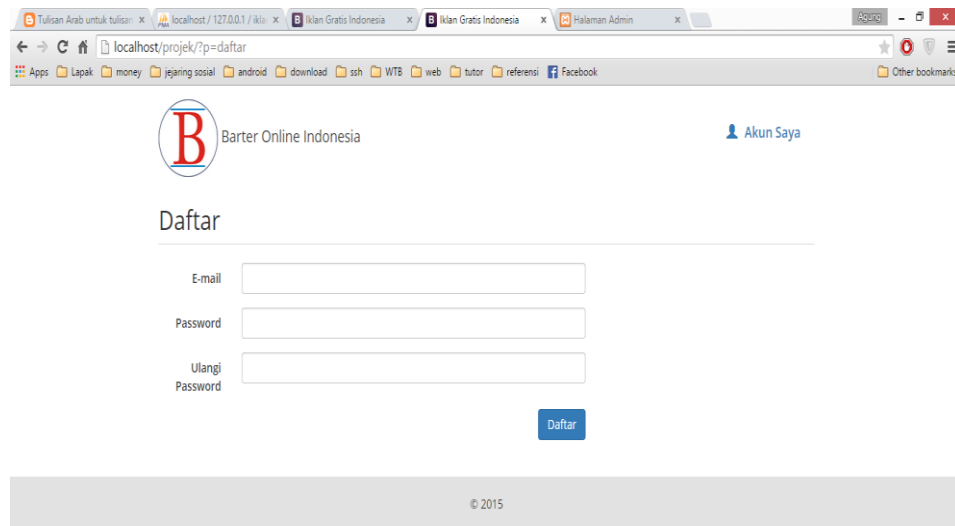 Tulisan Arab untuk tulisan
localhost / 127.0.0.1 / ikla
Iklan Gratis Indonesia
Iklan Gratis Indonesia
Halaman Admin
Agung
localhost/projek/?p=daftar
Apps Lapak money jejaring sosial android download ssh WTB web tutor referensi Facebook Other bookmarks
B Barter Online Indonesia
Akun Saya
Daftar
E-mail
Password
Ulangi
Password
Daftar
© 2015